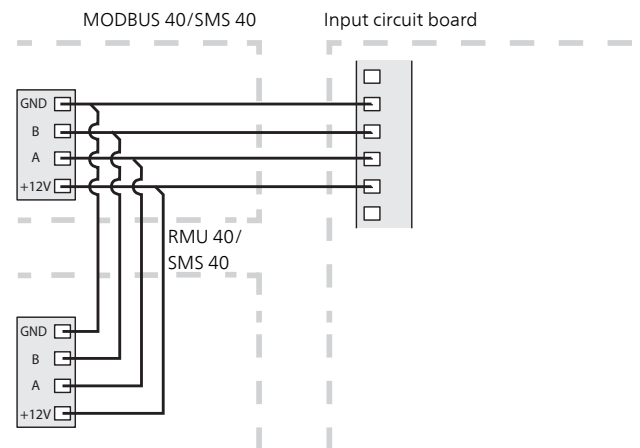 MODBUS 40/SMS 40
Input circuit board
GND
B
A
+12V
RMU 40/
SMS 40
GND
B
A
+12V